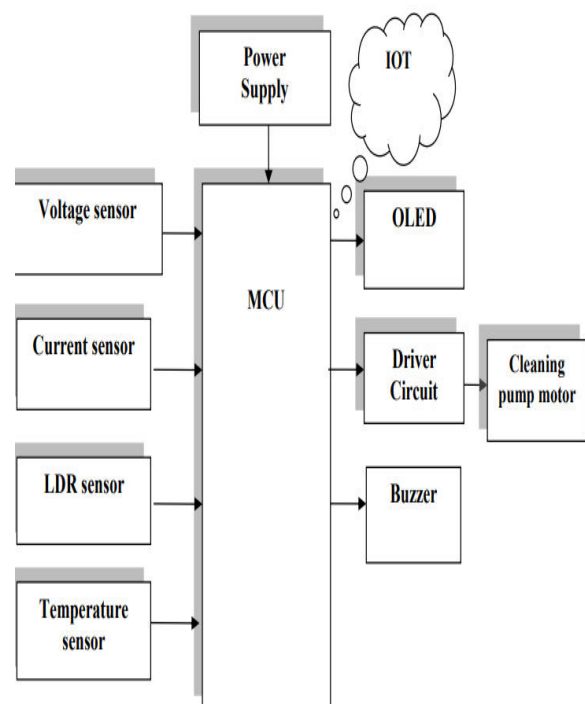 Power
Supply
IOT
Voltage sensor
OLED
MCU
Current sensor
Driver
Circuit
Cleaning
pump motor
LDR sensor
Buzzer
Temperature
sensor